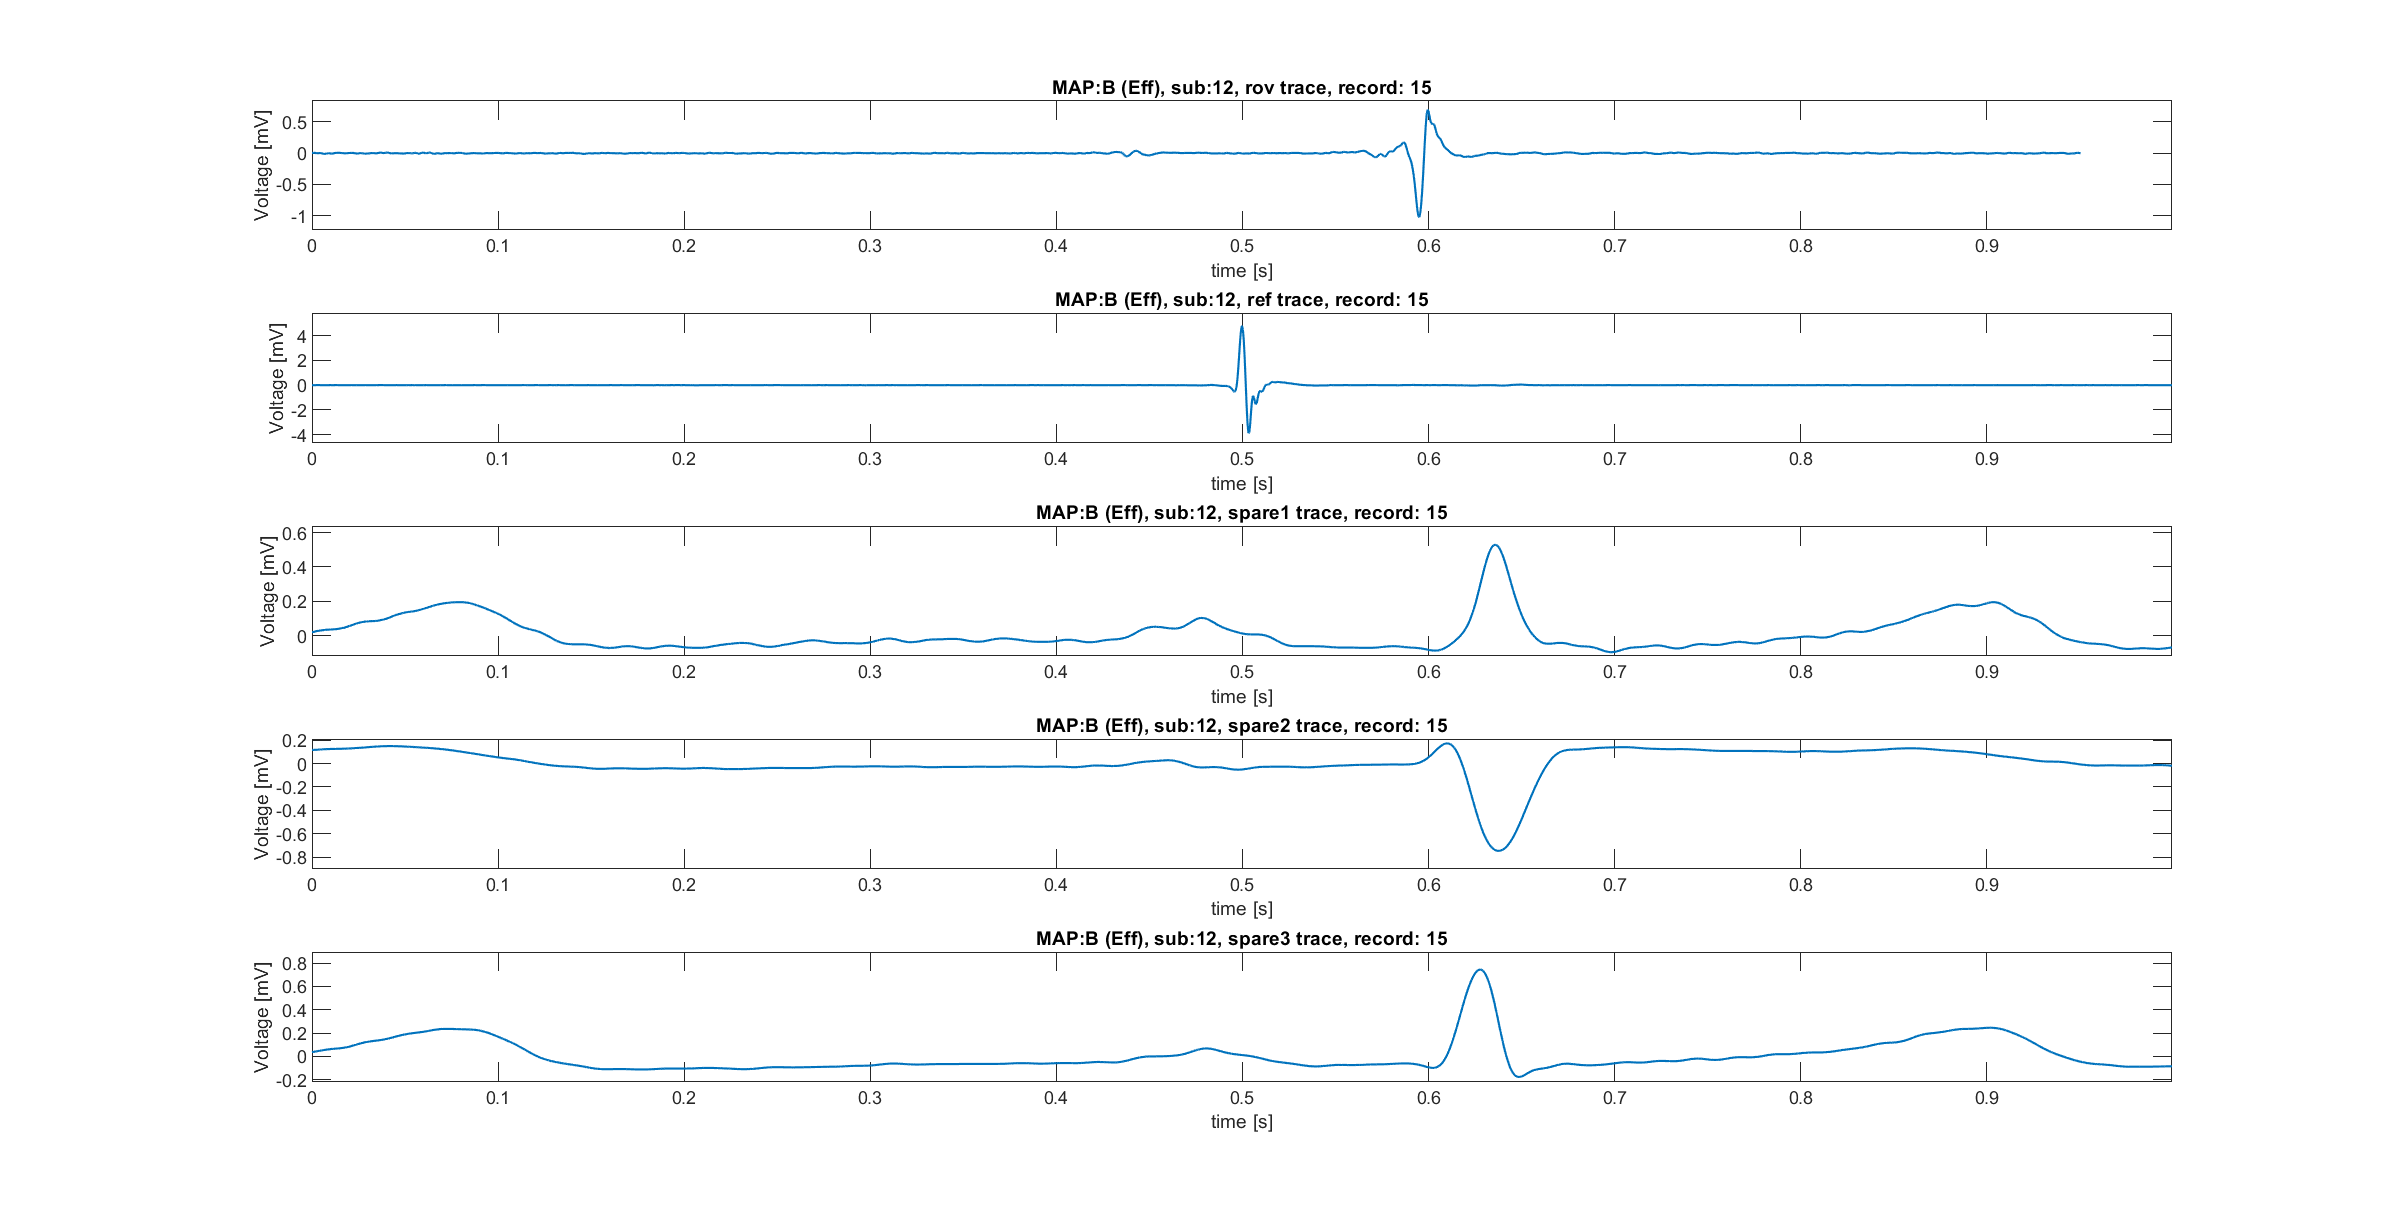 MAP:B (Eff), sub:12, rov trace, record: 15
Voltage [mV]
0.5
0
-0.5
-1
0 0.1 0.2 0.3 0.4 0.5 0.6 0.7 0.8 0.9
time [s]
MAP:B (Eff), sub:12, ref trace, record: 15
Voltage [mV]
4
2
0
-2
-4
0 0.1 0.2 0.3 0.4 0.5 0.6 0.7 0.8 0.9
time [s]
MAP:B (Eff), sub:12, spare1 trace, record: 15
Voltage [mV]
0.6
0.4
0.2
0
0 0.1 0.2 0.3 0.4 0.5 0.6 0.7 0.8 0.9
time [s]
MAP:B (Eff), sub:12, spare2 trace, record: 15
Voltage [mV]
0.2
0
-0.2
-0.4
-0.6
-0.8
0 0.1 0.2 0.3 0.4 0.5 0.6 0.7 0.8 0.9
time [s]
MAP:B (Eff), sub:12, spare3 trace, record: 15
Voltage [mV]
0.8
0.6
0.4
0.2
0
-0.2
0 0.1 0.2 0.3 0.4 0.5 0.6 0.7 0.8 0.9
time [s]